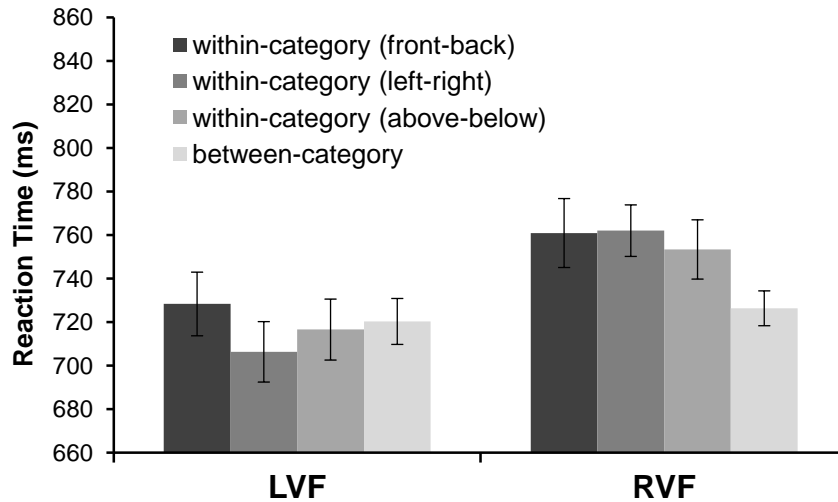 860
840
820
800
780
760
740
720
700
680
660
Reaction Time (ms)
within-category (front-back)
within-category (left-right)
within-category (above-below)
between-category
LVF
RVF